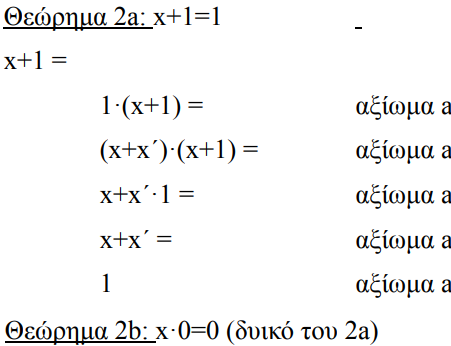 Θεώρημα 2a: x+1=1
x+1 =
1·(x+1) = αξίωμα a
(x+x΄)·(x+1) = αξίωμα a
x+x΄·1 = αξίωμα a
x+x΄ = αξίωμα a
1 αξίωμα a
Θεώρημα 2b: x·0=0 (δυικό του 2a)